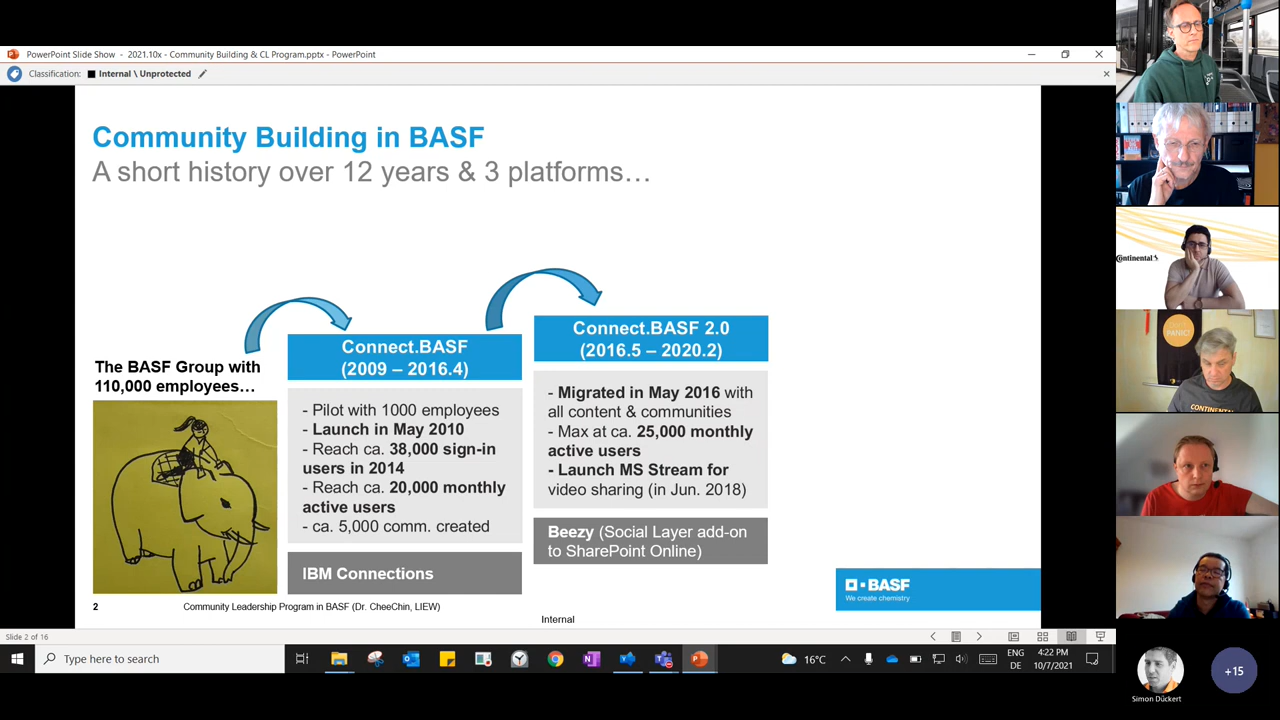 PowerPoint Slide Show - 2021.10x - Community Building & CL Program.pptx - PowerPoint
Classification: Internal \ Unprotected
Community Building in BASF
A short history over 12 years & 3 platforms…
The BASF Group with
110,000 employees…
Connect.BASF
(2009 – 2016.4)
- Pilot with 1000 employees
- Launch in May 2010
- Reach ca. 38,000 sign-in
users in 2014
- Reach ca. 20,000 monthly
active users
- ca. 5,000 comm. created
IBM Connections
Connect.BASF 2.0
(2016.5 – 2020.2)
- Migrated in May 2016 with
all content & communities
- Max at ca. 25,000 monthly
active users
- Launch MS Stream for
video sharing (in Jun. 2018)
Beezy (Social Layer add-on
to SharePoint Online)
BASF
We create chemistry
2
Community Leadership Program in BASF (Dr. CheeChin, LIEW)
Internal
Slide 2 of 16
Type here to search
16°C
ENG
DE
4:22 PM
10/7/2021
Continental
PANIC!
CONTINENTAL
Simon Dückert
+15